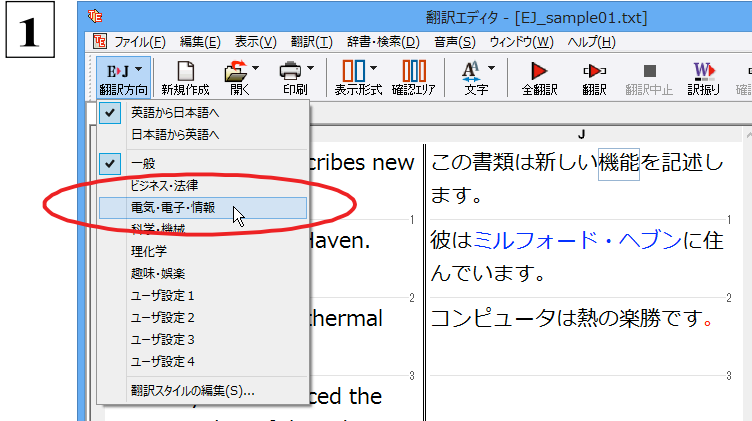 1
翻訳エディタ - [EJ_sample01.txt]
ファイル(F) 編集(E) 表示(V) 翻訳(T) 辞書・検索(D) 音声(S) ウィンドウ(W) ヘルプ(H)
E J A A W
翻訳方向 新規作成 開く 印刷 表示形式 確認エリア 文字 全翻訳 翻訳 翻訳中止 訳振り
英語から日本語へ
日本語から英語へ
J
一般
cribes new
この書類は新しい機能を記述し
ビジネス・法律
ます。
電気・電子・情報
1
科学・機械
Haven.
彼はミルフォード・ヘブンに住
理化学
んでいます。
趣味・娯楽
ユーザ設定 1
2
ユーザ設定 2
thermal
コンピュータは熱の楽勝です。
ユーザ設定 3
ユーザ設定 4
3
翻訳スタイルの編集(S)...
ced the